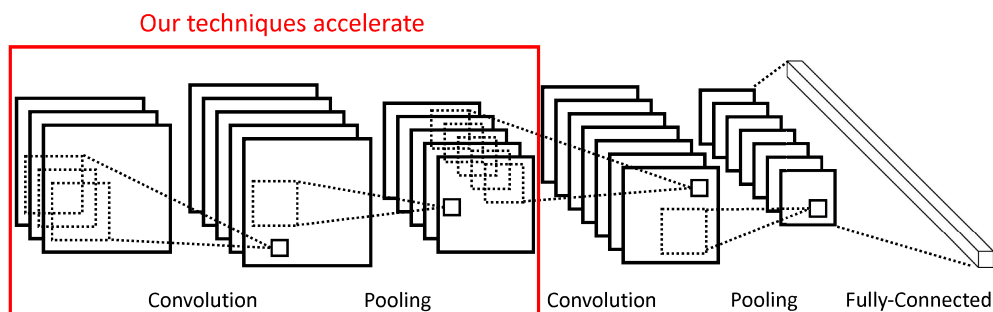 Our techniques accelerate
Convolution Pooling Convolution Pooling Fully-Connected